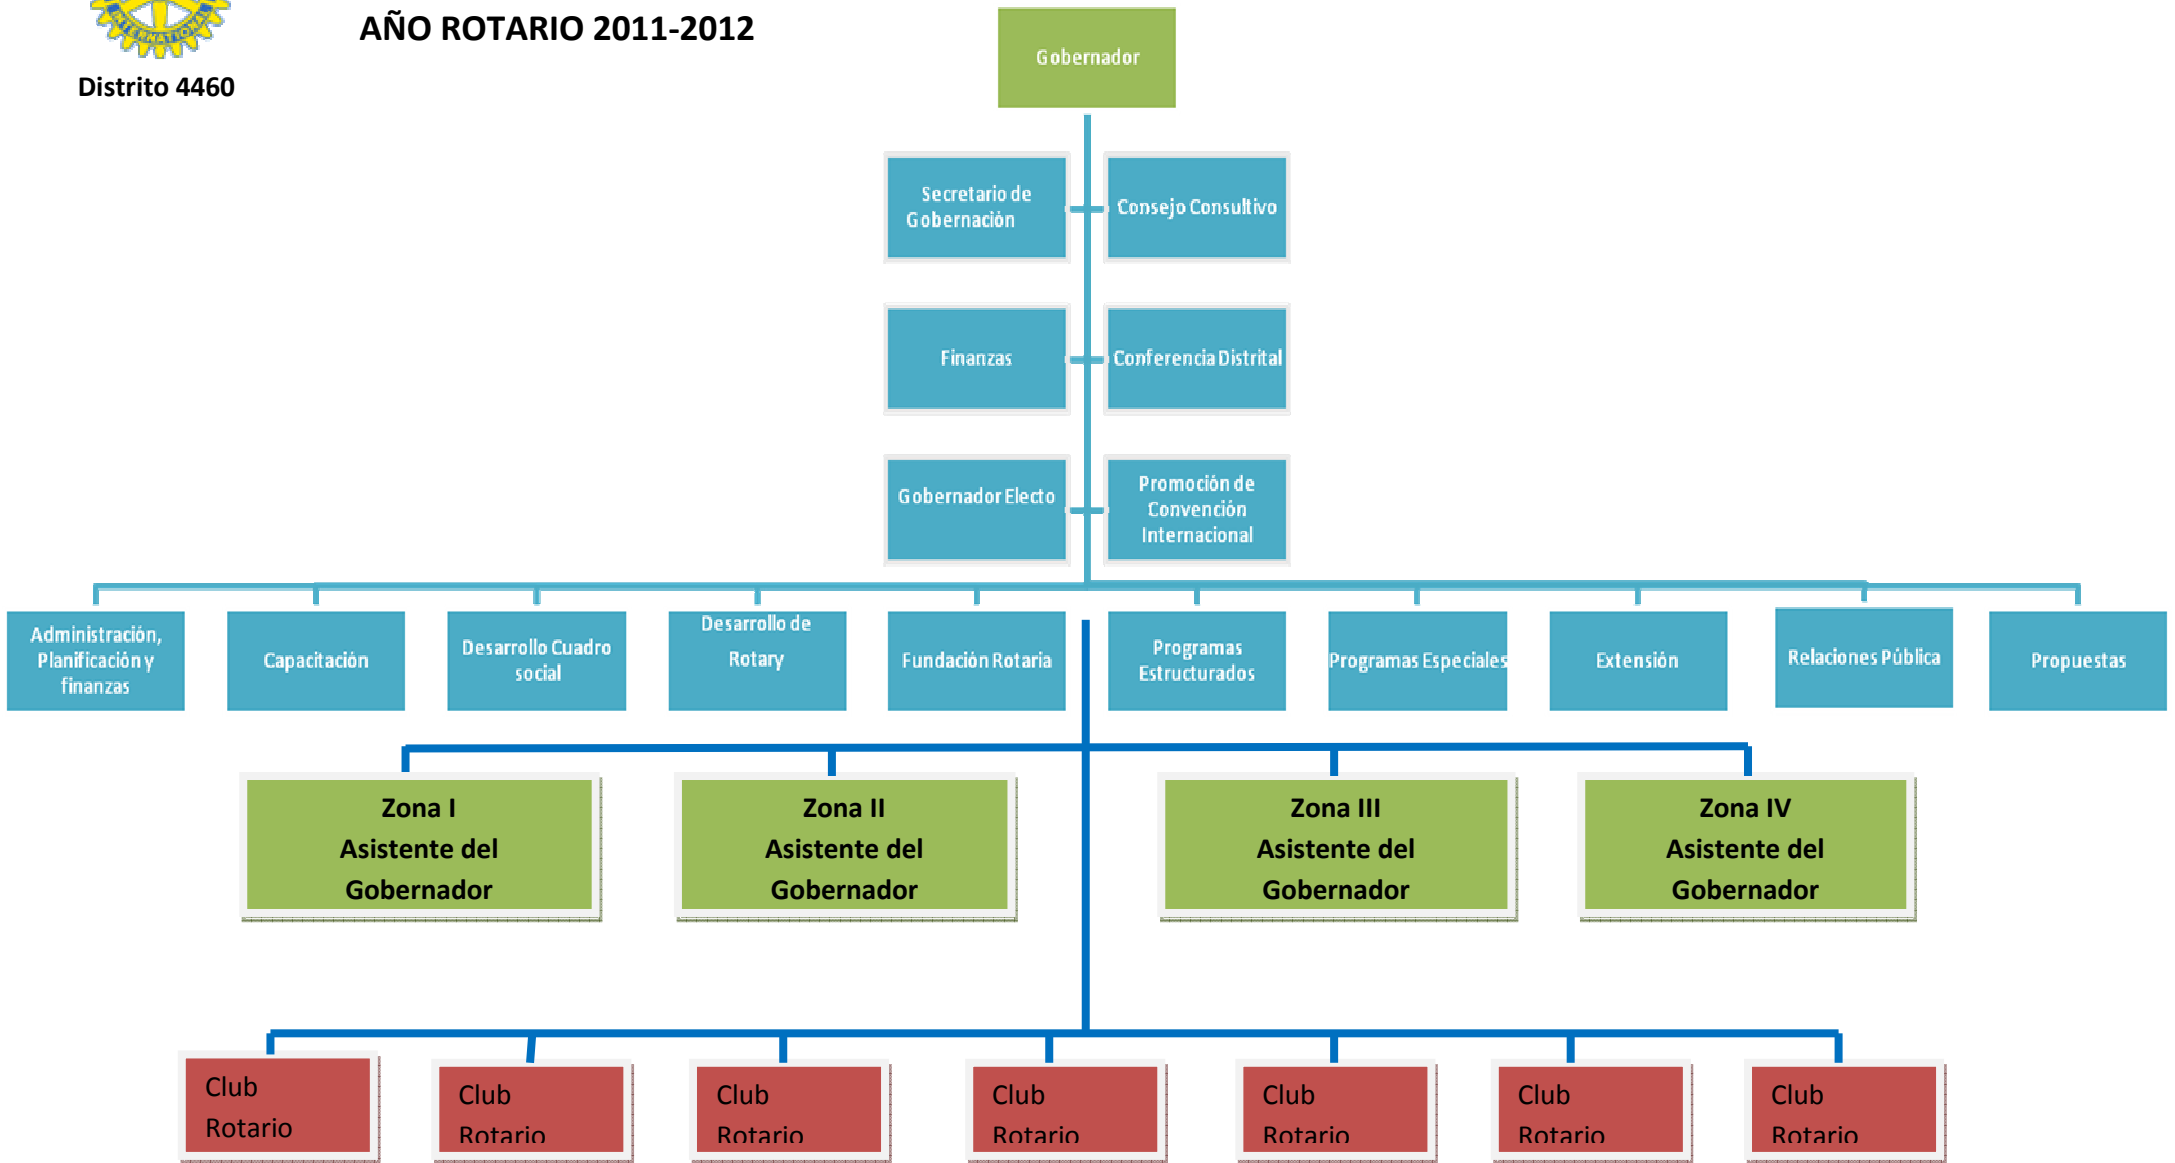 INTERNATIONAL
AÑO ROTARIO 2011-2012
Distrito 4460
Gobernador
Secretario de
Gobernaciòn
Consejo Consultivo
Finanzas
Conferencia Distrital
Gobernador Electo
Promoción de
Convención
Internacional
Administración,
Planificación y
finanzas
Capacitación
Desarrollo Cuadro
social
Desarrollo de
Rotary
Fundación Rotaria
Programas
Estructurados
Programas Especiales
Extensión
Relaciones Pública
Propuestas
Zona I
Asistente del
Gobernador
Zona II
Asistente del
Gobernador
Zona III
Asistente del
Gobernador
Zona IV
Asistente del
Gobernador
Club
Rotario
Club
Rotario
Club
Rotario
Club
Rotario
Club
Rotario
Club
Rotario
Club
Rotario